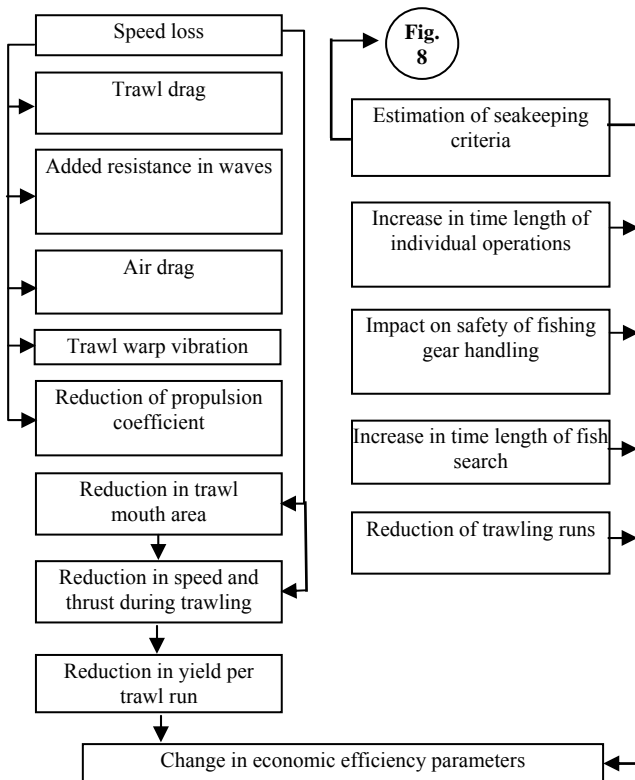 Speed loss
Trawl drag
Added resistance in waves
Air drag
Trawl warp vibration
Reduction of propulsion
coefficient
Reduction in trawl
mouth area
Reduction in speed and
thrust during trawling
Reduction in yield per
trawl run
Fig.
8
Estimation of seakeeping
criteria
Increase in time length of
individual operations
Impact on safety of fishing
gear handling
Increase in time length of fish
search
Reduction of trawling runs
Change in economic efficiency parameters